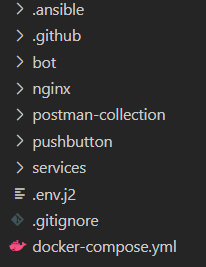 .ansible
.github
bot
nginx
postman-collection
pushbutton
services
.env.j2
.gitignore
docker-compose.yml